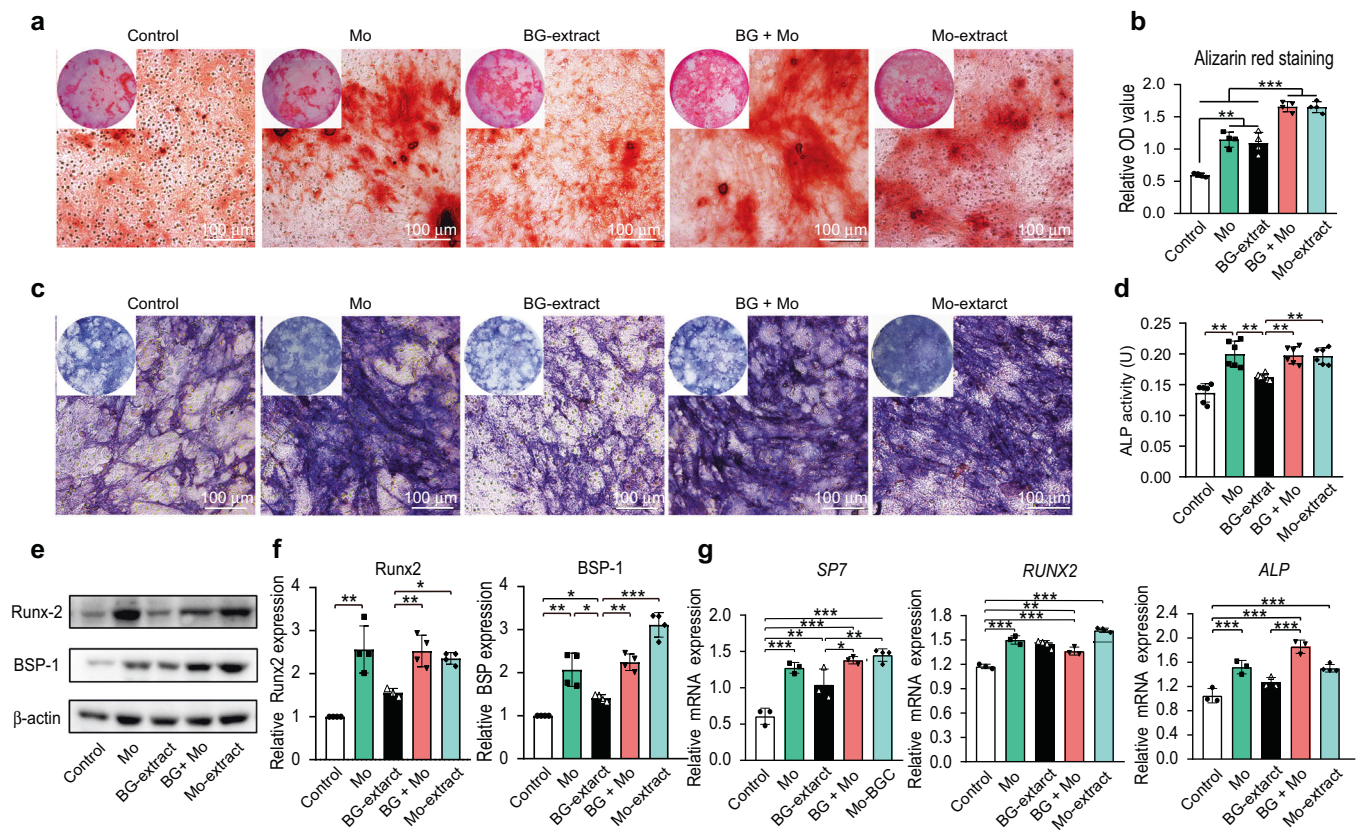 a
Control
Mo
BG-extract
BG + Mo
Mo-extract
100 μm
100 μm
100 μm
100 μm
100 μm
b
Alizarin red staining
Relative OD value
2.0
1.5
1.0
0.5
0.0
***
**
Control
Mo
BG-extrat
BG + Mo
Mo-extract
c
Control
Mo
BG-extract
BG + Mo
Mo-extarct
100 μm
100 μm
100 μm
100 μm
100 μm
d
ALP activity (U)
0.25
0.20
0.15
0.10
0.05
0.00
** ** ** **
Control
Mo
BG-extrat
BG + Mo
Mo-extract
e
Runx-2
BSP-1
β-actin
Control
Mo
BG-extract
BG+ Mo
Mo-extract
f
Runx2
Relative Runx2 expression
4
3
2
1
0
** ** *
Control
Mo
BG-extarct
BG + Mo
Mo-extract
BSP-1
Relative BSP expression
4
3
2
1
0
* ***
** * **
Control
Mo
BG-extarct
BG + Mo
Mo-extract
g
SP7
Relative mRNA expression
2.0
1.5
1.0
0.5
0.0
***
***
** **
*** *
Control
Mo
BG-extarct
BG + Mo
Mo-BGC
RUNX2
Relative mRNA expression
1.8
1.5
1.2
0.9
0.6
0.3
0.0
***
**
***
***
Control
Mo
BG-extarct
BG + Mo
Mo-extract
ALP
Relative mRNA expression
2.4
2.0
1.6
1.2
0.8
0.4
0.0
***
***
*** ***
Control
Mo
BG-extarct
BG + Mo
Mo-extract